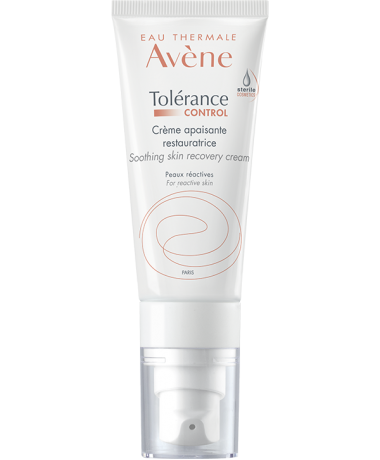 EAU THERMALE
Avène
sterile
COSMETICS
Tolérance
CONTROL
Crème apaisante
restauratrice
Soothing skin recovery cream
Peaux réactives
For reactive skin
PARIS